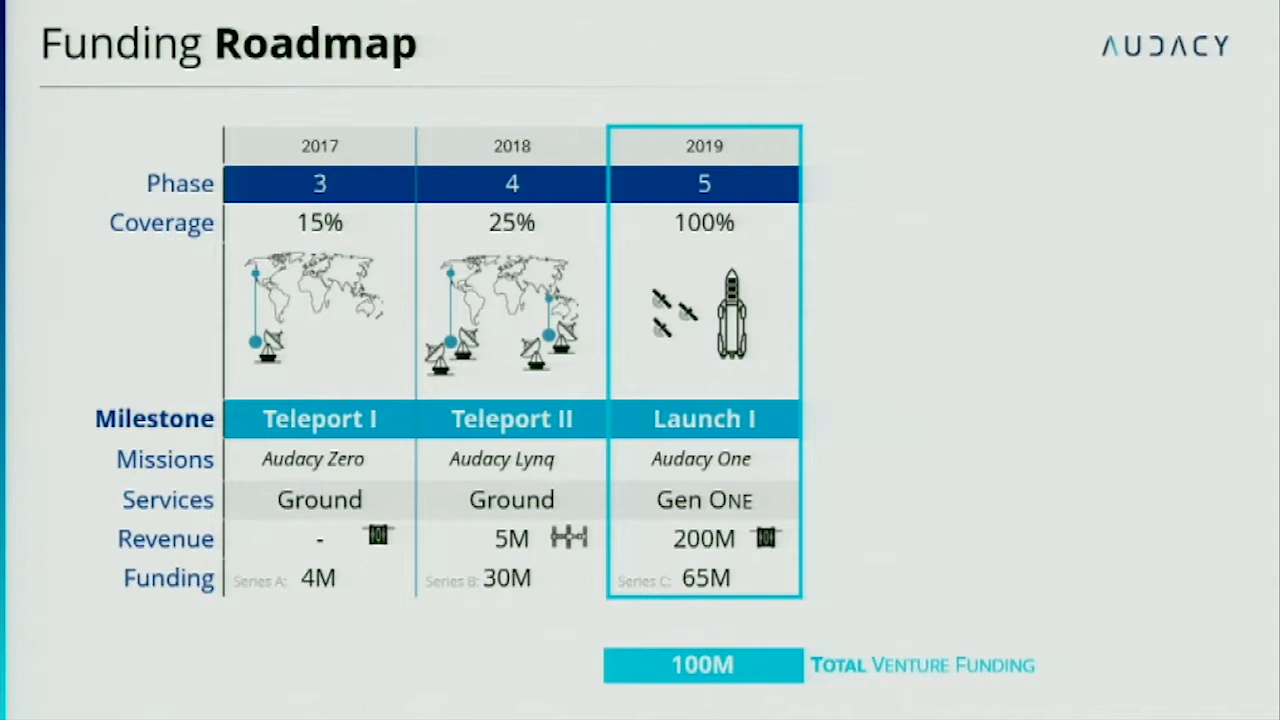 Funding Roadmap
AUDACY
2017 2018 2019
Phase 3 4 5
Coverage 15% 25% 100%
Milestone Teleport I Teleport II Launch I
Missions Audacy Zero Audacy Lynq Audacy One
Services Ground Ground Gen ONE
Revenue - 5M 200M
Funding Series A: 4M Series B: 30M Series C: 65M
100M TOTAL VENTURE FUNDING